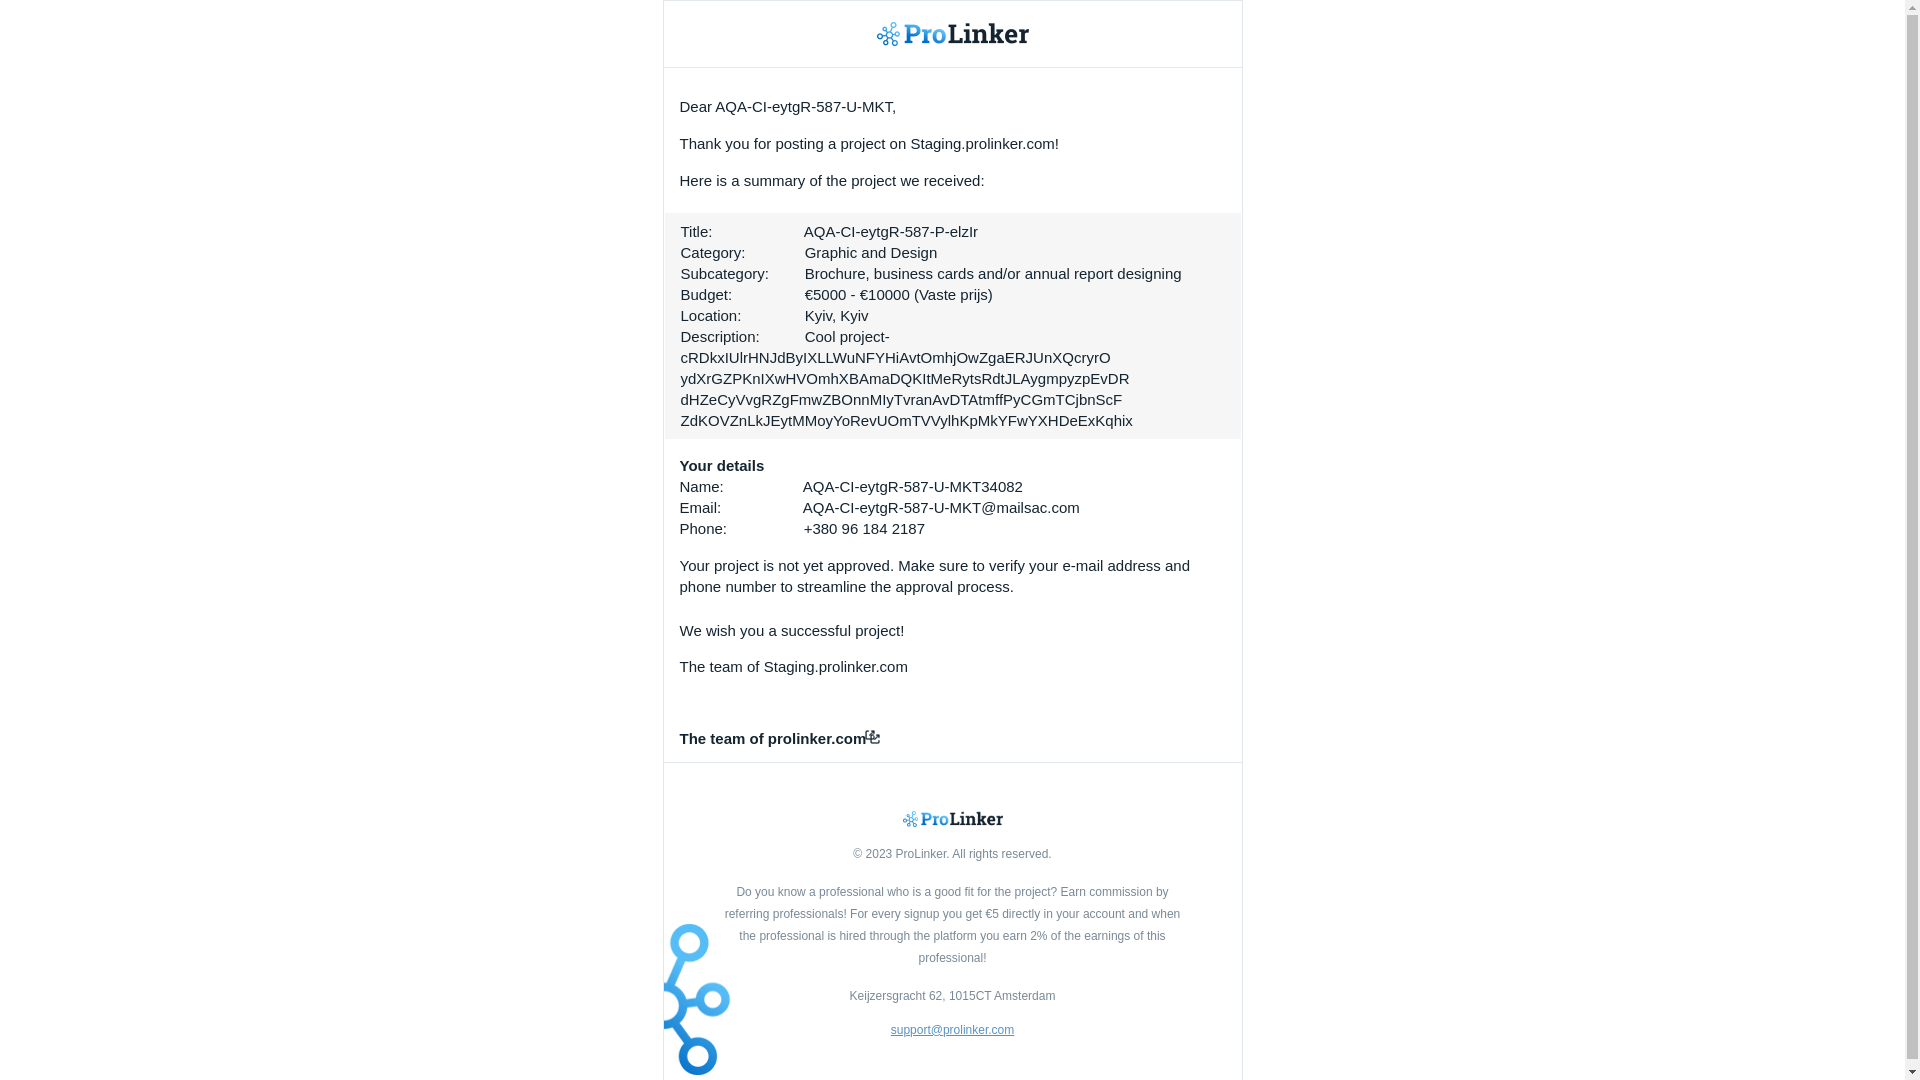 ProLinker
Dear AQA-CI-eytgR-587-U-MKT,
Thank you for posting a project on Staging.prolinker.com!
Here is a summary of the project we received:
Title: AQA-CI-eytgR-587-P-elzIr
Category: Graphic and Design
Subcategory: Brochure, business cards and/or annual report designing
Budget: €5000 - €10000 (Vaste prijs)
Location: Kyiv, Kyiv
Description: Cool project-
cRDkxIUlrHNJdByIXLLWuNFYHiAvtOmhjOwZgaERJUnXQcryrO
ydXrGZPKnIXwHVOmhXBAmaDQKItMeRytsRdtJLAygmpyzpEvDR
dHZeCyVvgRZgFmwZBOnnMIyTvranAvDTAtmffPyCGmTCjbnScF
ZdKOVZnLkJEytMMoyYoRevUOmTVVylhKpMkYFwYXHDeExKqhix
Your details
Name: AQA-CI-eytgR-587-U-MKT34082
Email: AQA-CI-eytgR-587-U-MKT@mailsac.com
Phone: +380 96 184 2187
Your project is not yet approved. Make sure to verify your e-mail address and
phone number to streamline the approval process.
We wish you a successful project!
The team of Staging.prolinker.com
The team of prolinker.com
ProLinker
© 2023 ProLinker. All rights reserved.
Do you know a professional who is a good fit for the project? Earn commission by
referring professionals! For every signup you get €5 directly in your account and when
the professional is hired through the platform you earn 2% of the earnings of this
professional!
Keijzersgracht 62, 1015CT Amsterdam
support@prolinker.com